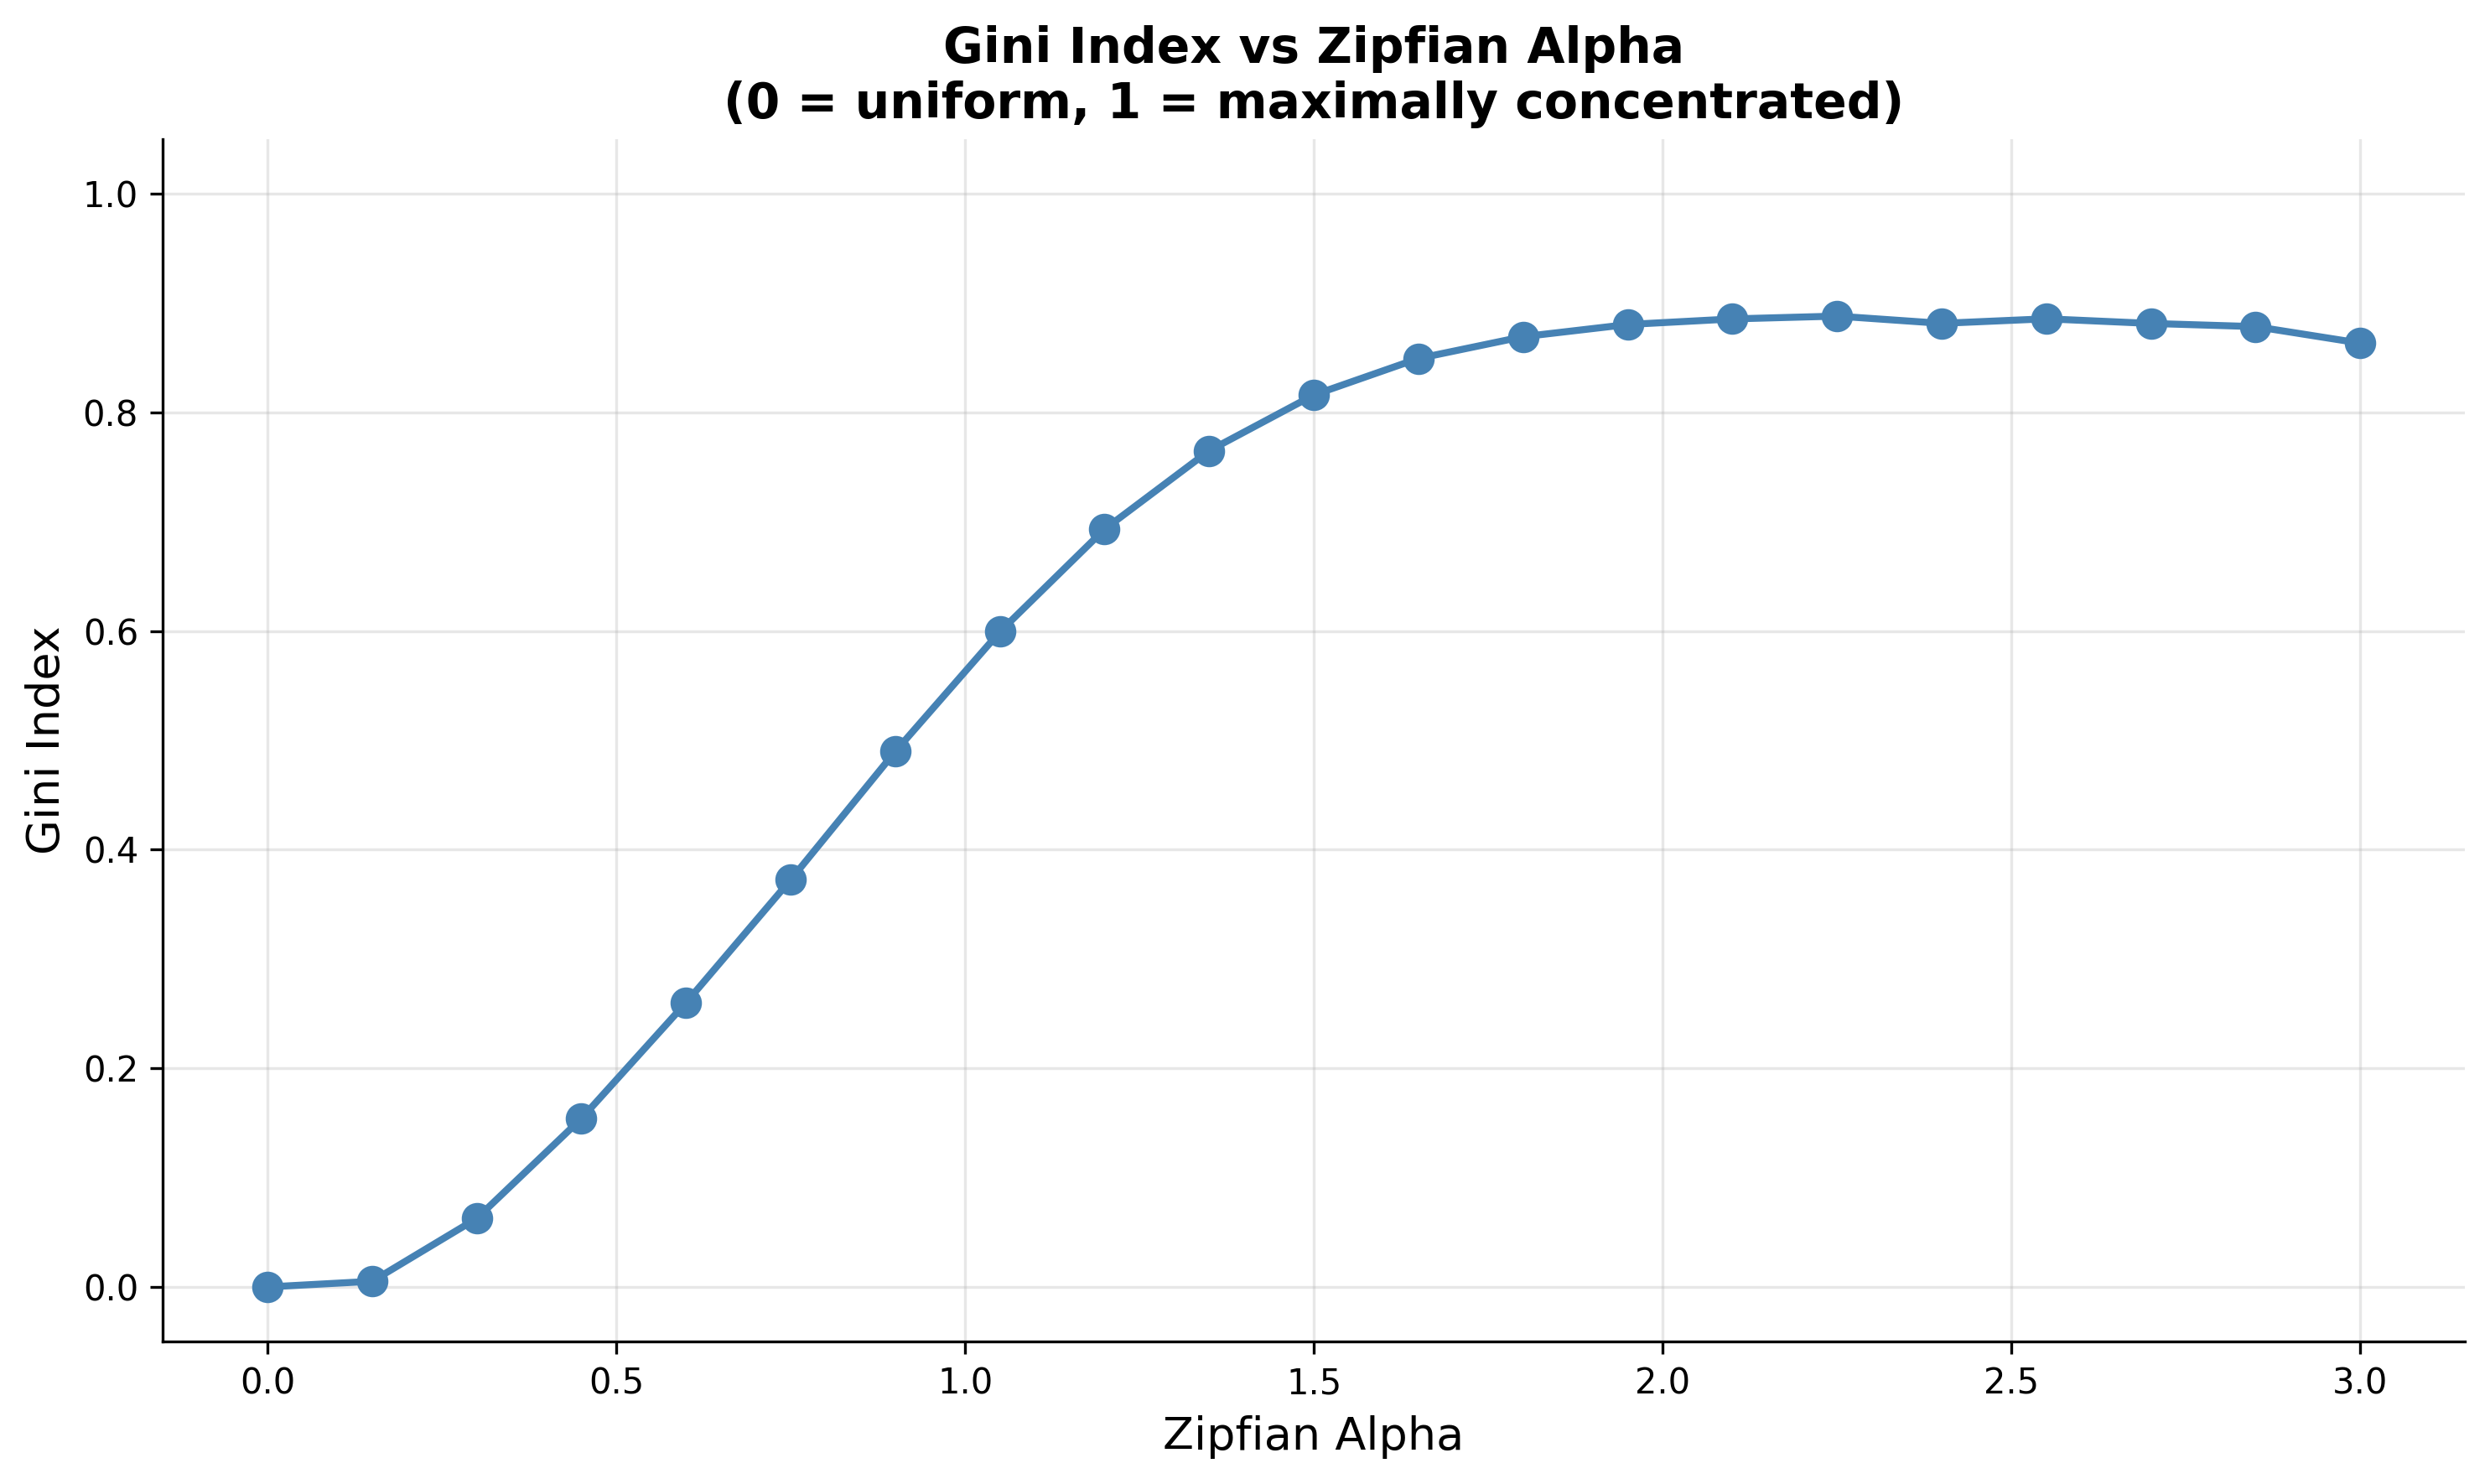 Gini Index vs Zipfian Alpha
(0 = uniform, 1 = maximally concentrated)
Gini Index
1.0
0.8
0.6
0.4
0.2
0.0
0.0 0.5 1.0 1.5 2.0 2.5 3.0
Zipfian Alpha